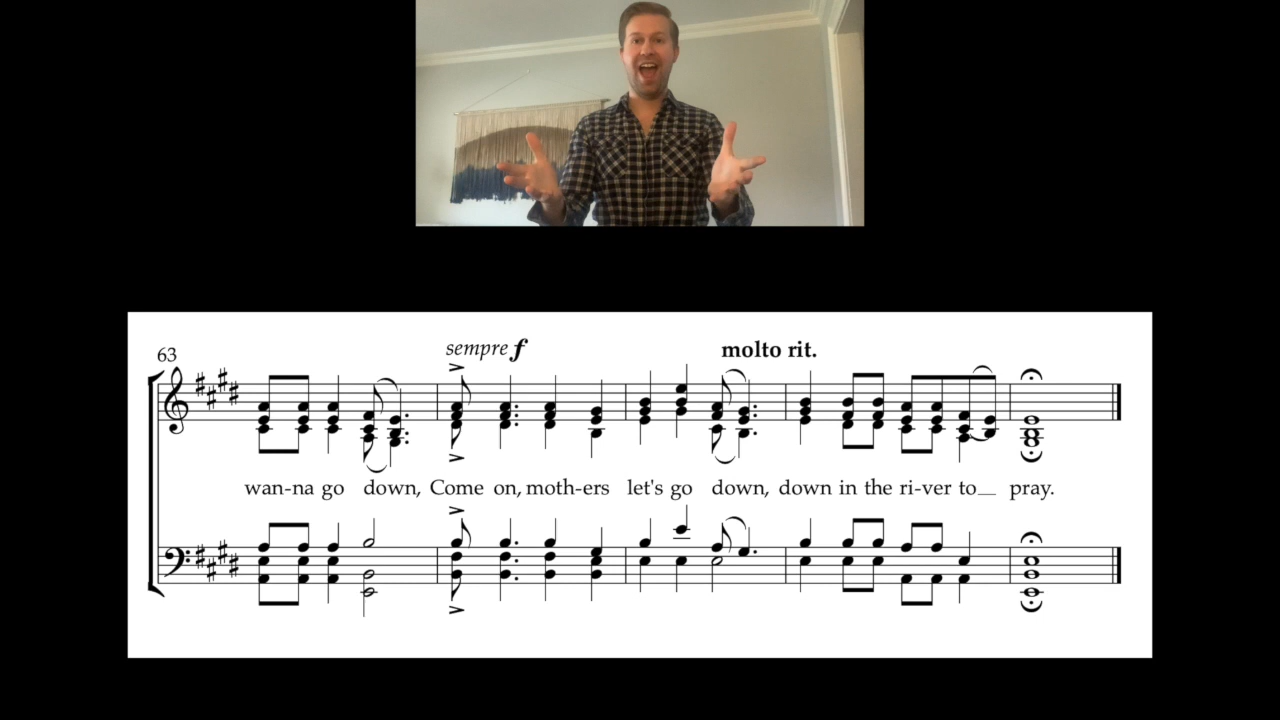 63
sempre f
molto rit.
wan-na go down, Come on, moth-ers let's go down, down in the ri-ver to__ pray.